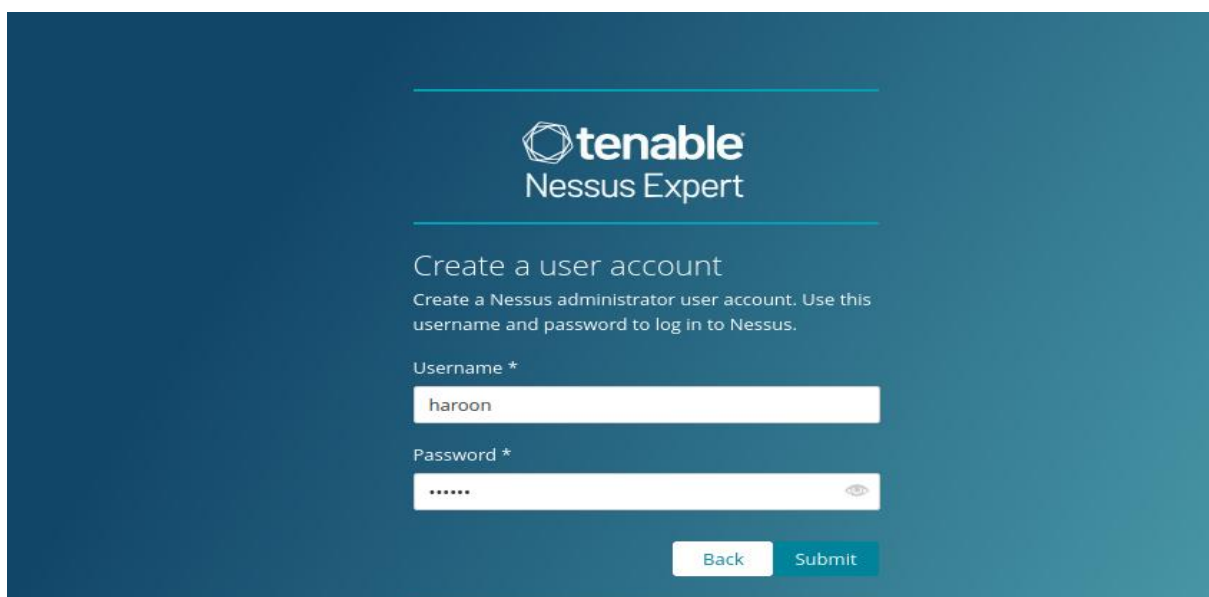 tenable
Nessus Expert
Create a user account
Create a Nessus administrator user account. Use this
username and password to log in to Nessus.
Username *
haroon
Password *
••••••
Back Submit